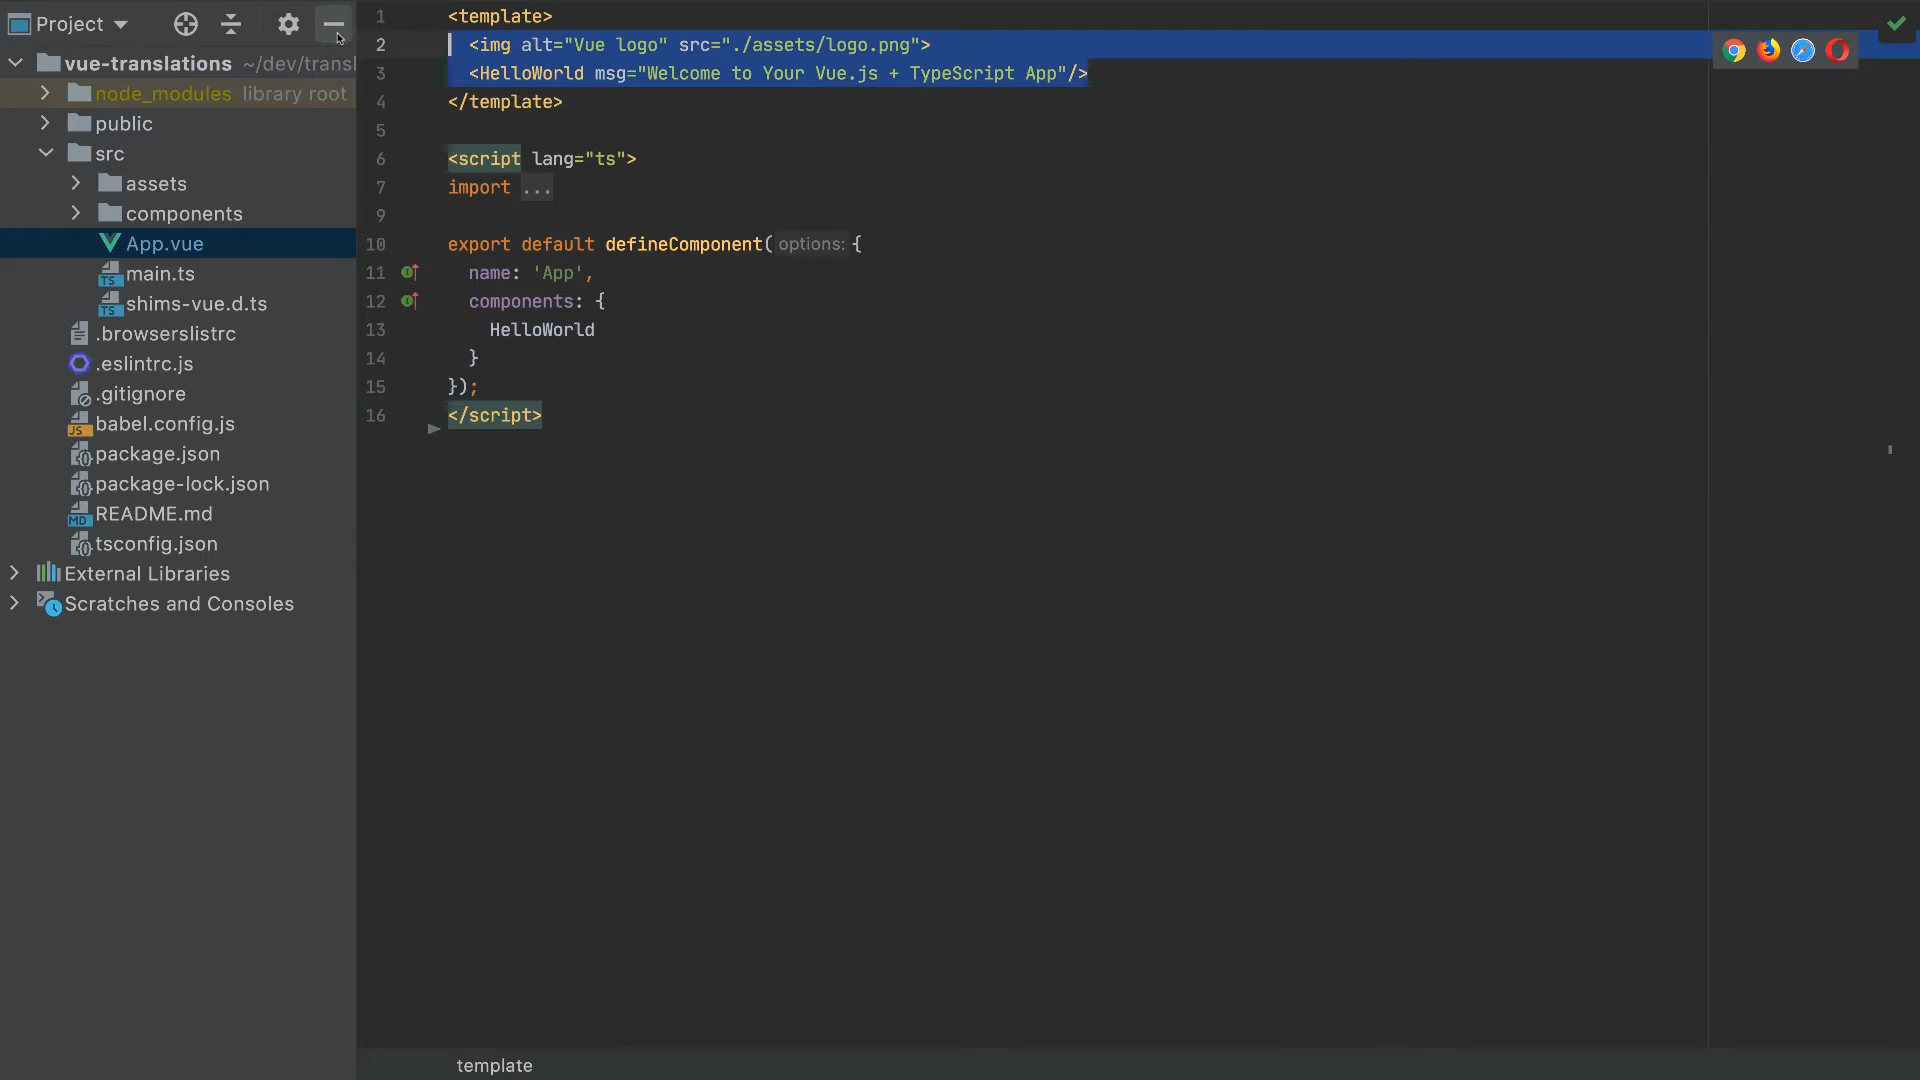 Project
vue-translations ~/dev/transl
node_modules library root
public
src
assets
components
App.vue
main.ts
shims-vue.d.ts
.browserslistrc
.eslintrc.js
.gitignore
babel.config.js
package.json
package-lock.json
README.md
tsconfig.json
External Libraries
Scratches and Consoles
1 <template>
2 <img alt="Vue logo" src="./assets/logo.png">
3 <HelloWorld msg="Welcome to Your Vue.js + TypeScript App"/>
4 </template>
5
6 <script lang="ts">
7 import ...
9
10 export default defineComponent( options: {
11 name: 'App',
12 components: {
13 HelloWorld
14 }
15 });
16 </script>
template